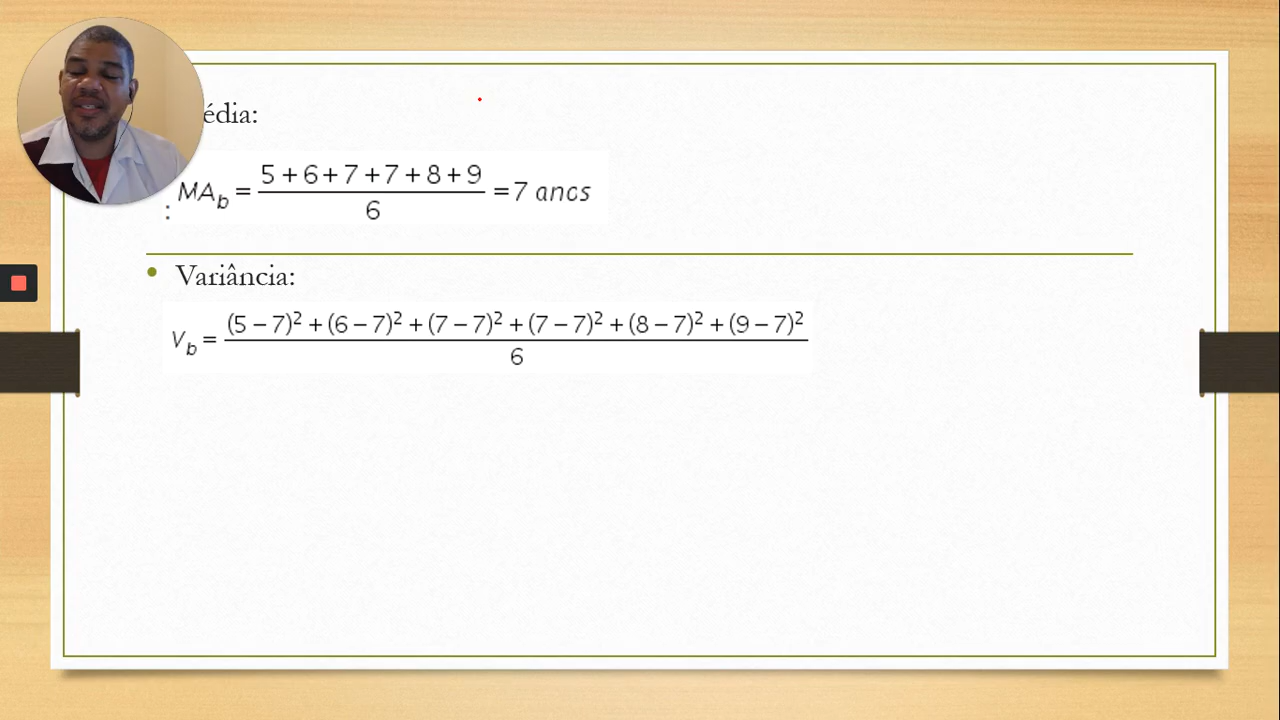 édia:
MA_b = (5 + 6 + 7 + 7 + 8 + 9) / 6 = 7 ancs
:
• Variância:
V_b = ((5 – 7)² + (6 – 7)² + (7 – 7)² + (7 – 7)² + (8 – 7)² + (9 – 7)²) / 6